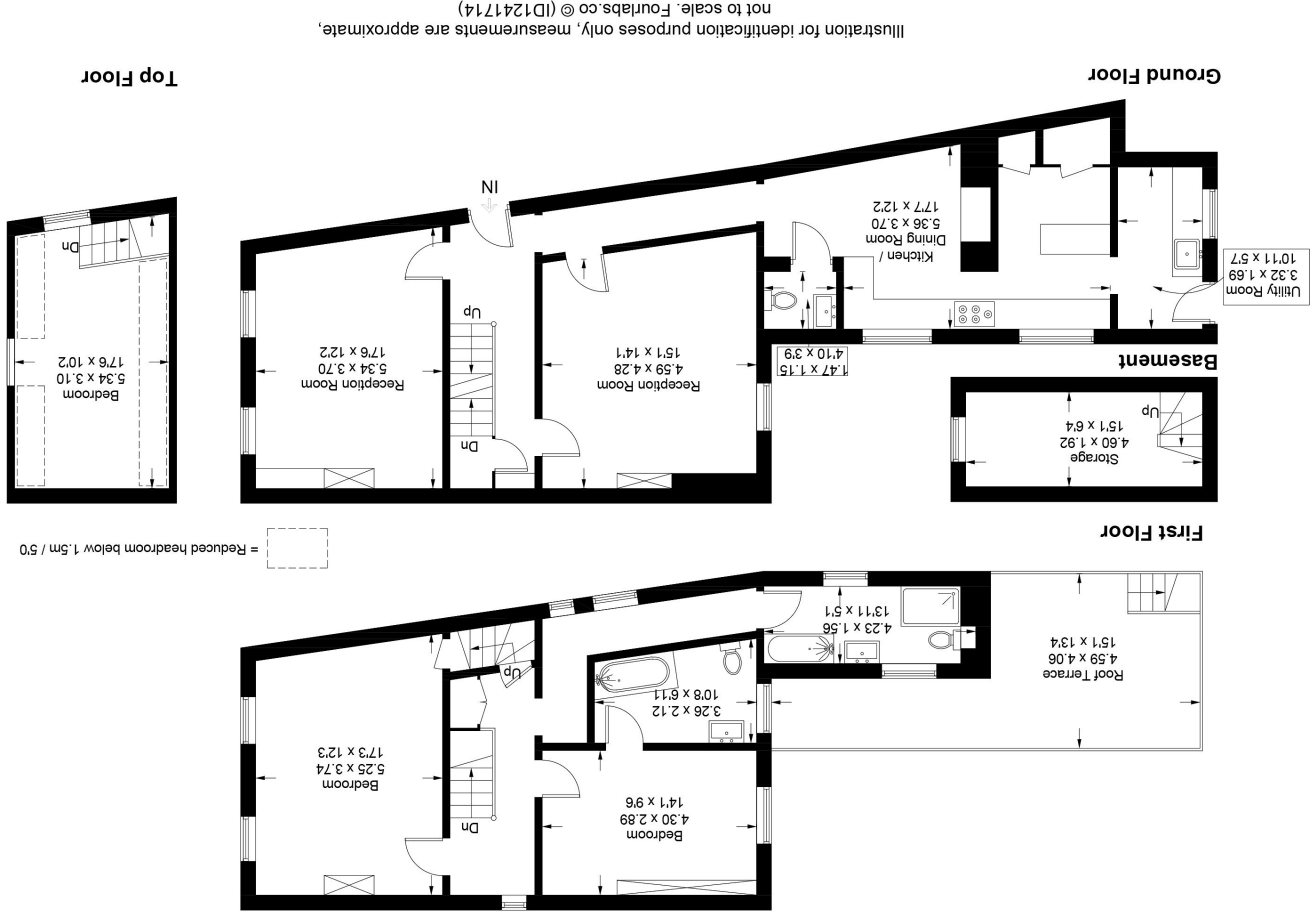 Bedroom
4.30 x 2.89
14'1 x 9'6
Dn
Bedroom
5.25 x 3.74
17'3 x 12'3
Roof Terrace
4.59 x 4.06
15'1 x 13'4
3.26 x 2.12
10'8 x 6'11
Up
4.23 x 1.56
13'11 x 5'1
First Floor
= Reduced headroom below 1.5m / 5'0
Storage
4.60 x 1.92
15'1 x 6'4
Up
Basement
Utility Room
3.32 x 1.69
10'11 x 5'7
Kitchen /
Dining Room
5.36 x 3.70
17'7 x 12'2
1.47 x 1.15
4'10 x 3'9
Reception Room
4.59 x 4.28
15'1 x 14'1
Dn
Up
Reception Room
5.34 x 3.70
17'6 x 12'2
IN
Bedroom
5.34 x 3.10
17'6 x 10'2
Dn
Ground Floor
Top Floor
Illustration for identification purposes only, measurements are approximate,
not to scale. Fourlabs.co © (ID1241714)